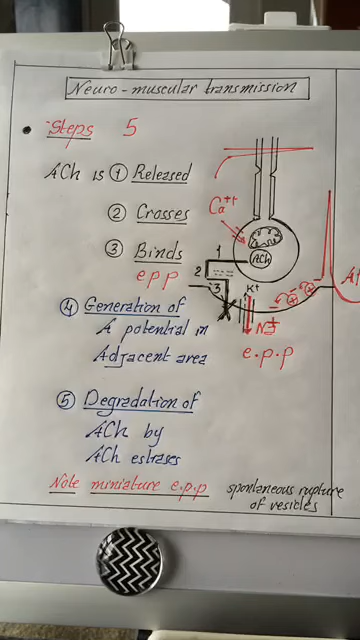 Neuro-muscular transmission
• Steps 5
ACh is ① Released
② Crosses
③ Binds
e p p
④ Generation of
A potential in
Adjacent area
⑤ Degradation of
ACh by
ACh estrases
Note miniature e.p.p spontaneous rupture
of vesicles
Ca++
ACh
1
2
3
K+
Na+
e.p.p
+ +